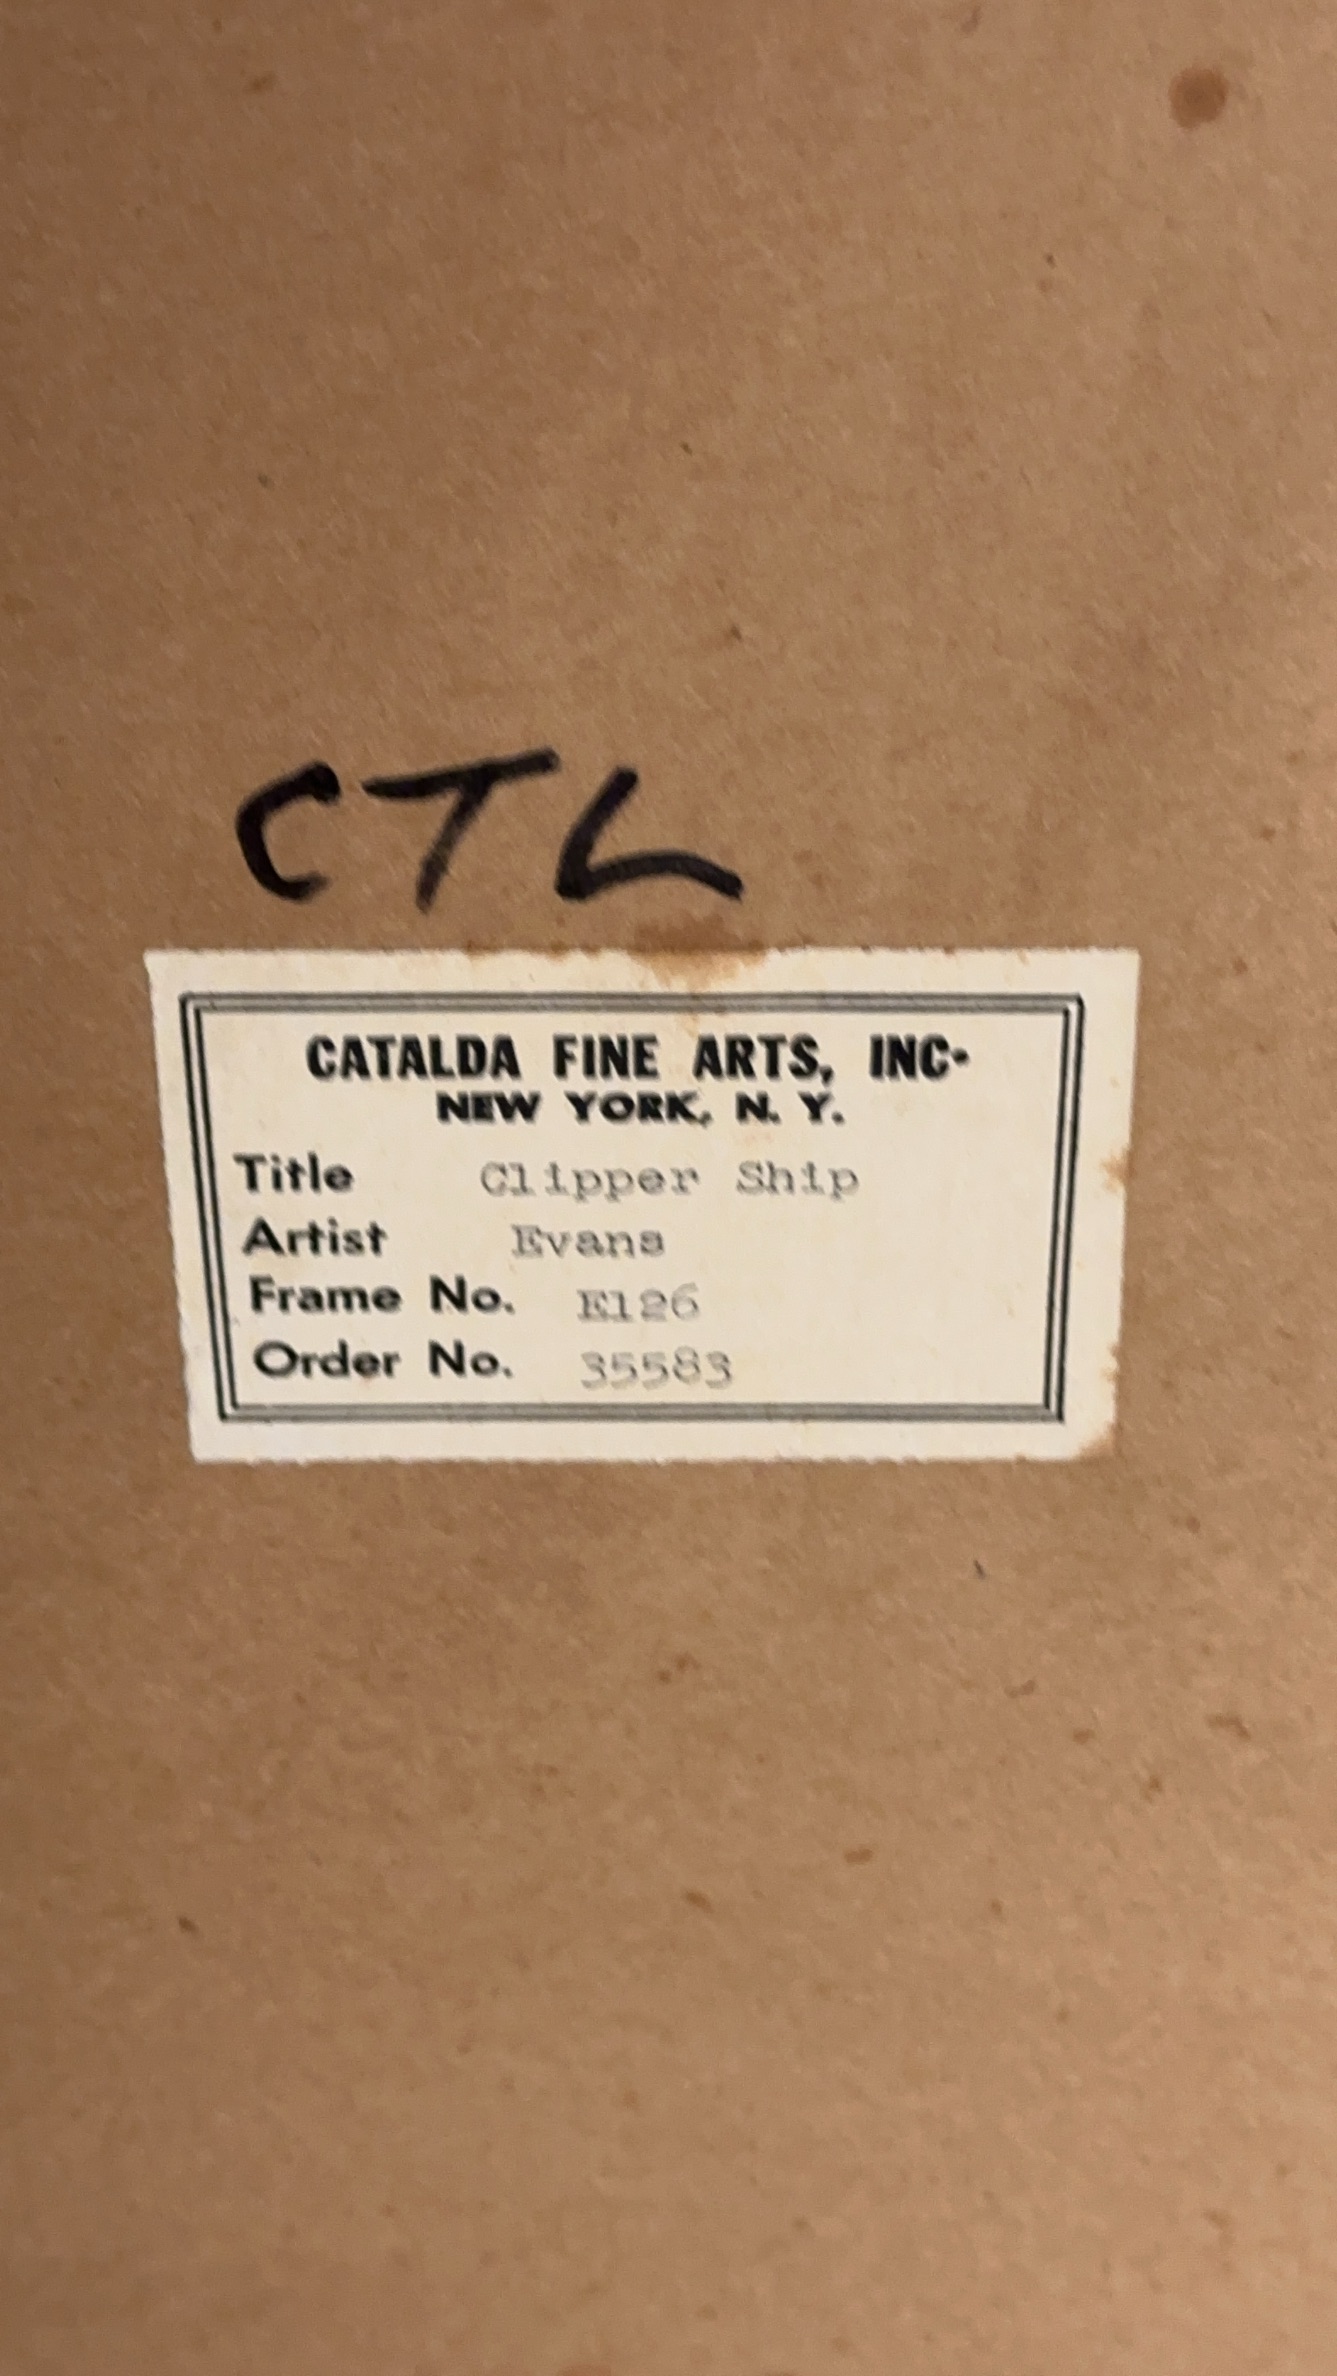 CTL
CATALDA FINE ARTS, INC.
NEW YORK, N. Y.
Title Clipper Ship
Artist Evans
Frame No. E126
Order No. 35583